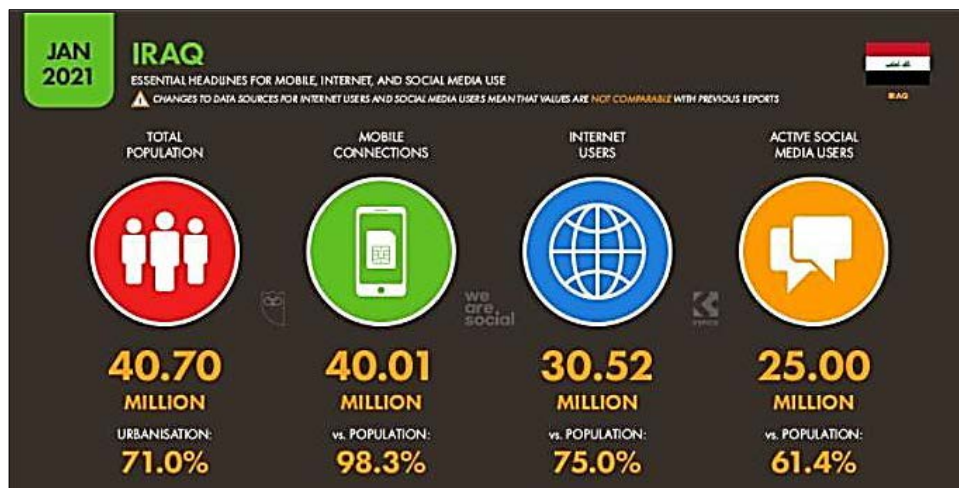 JAN
2021
IRAQ
ESSENTIAL HEADLINES FOR MOBILE, INTERNET, AND SOCIAL MEDIA USE
CHANGES TO DATA SOURCES FOR INTERNET USERS AND SOCIAL MEDIA USERS MEAN THAT VALUES ARE NOT COMPARABLE WITH PREVIOUS REPORTS
IRAQ
TOTAL
POPULATION
MOBILE
CONNECTIONS
INTERNET
USERS
ACTIVE SOCIAL
MEDIA USERS
we
are
social
40.70
MILLION
URBANISATION:
71.0%
40.01
MILLION
vs. POPULATION:
98.3%
30.52
MILLION
vs. POPULATION:
75.0%
25.00
MILLION
vs. POPULATION:
61.4%